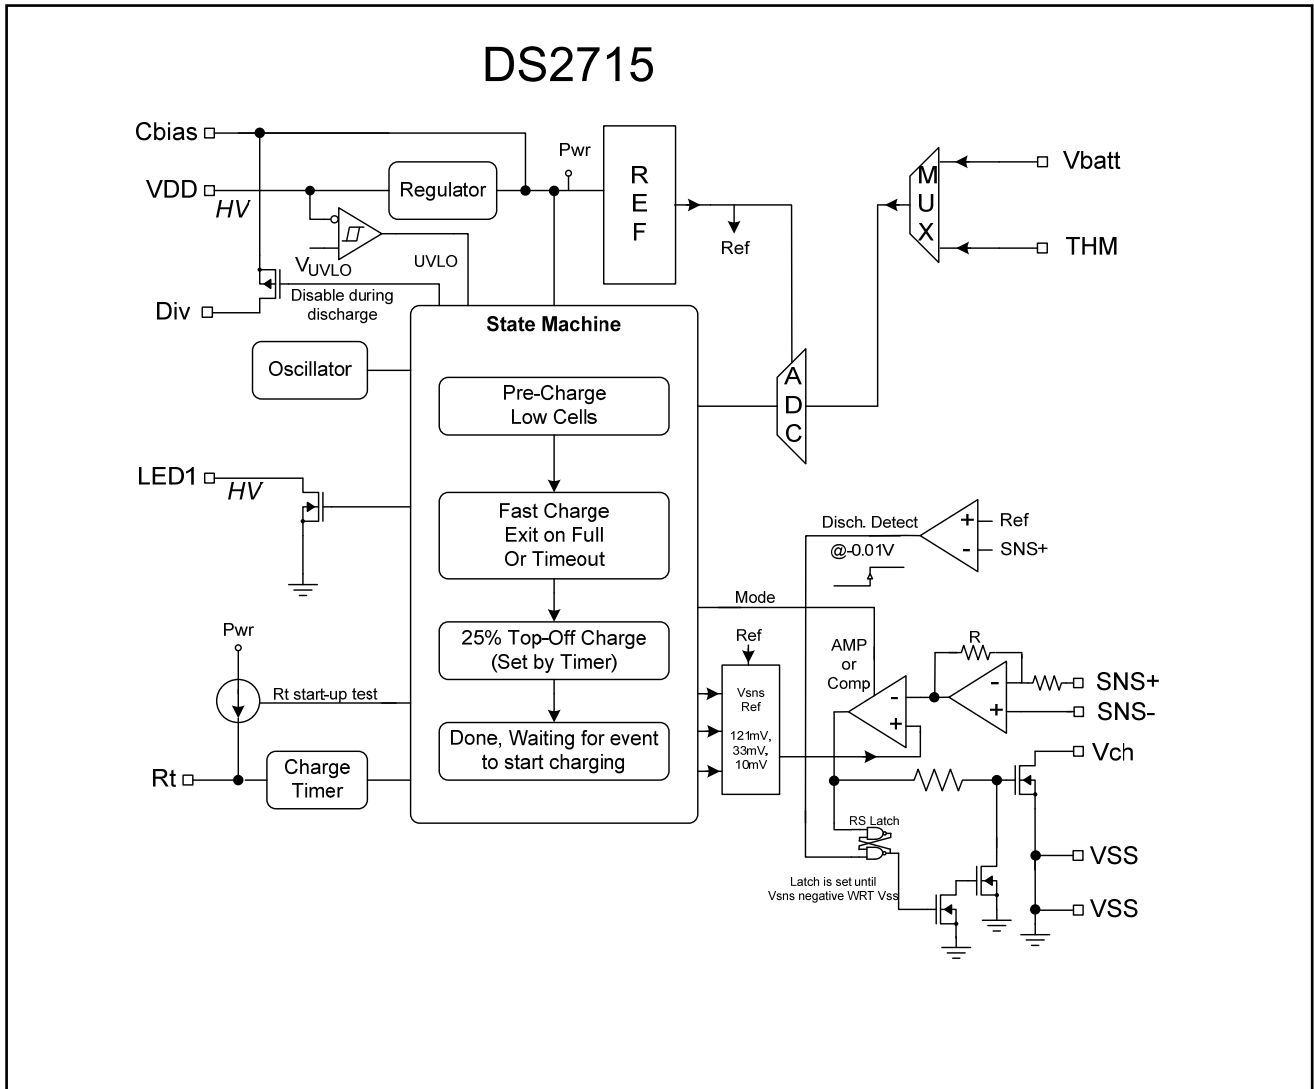 DS2715
Cbias
VDD
HV
Regulator
Pwr
R
E
F
Ref
M
U
X
Vbatt
THM
VUVLO
UVLO
Div
Disable during
discharge
State Machine
Oscillator
Pre-Charge
Low Cells
A
D
C
LED1
HV
Fast Charge
Exit on Full
Or Timeout
Disch. Detect
@-0.01V
+
-
Ref
SNS+
Mode
Pwr
25% Top-Off Charge
(Set by Timer)
Ref
AMP
or
Comp
R
Rt start-up test
Vsns
Ref
121mV,
33mV,
10mV
-
+
-
+
SNS+
SNS-
Done, Waiting for event
to start charging
Vch
Rt
Charge
Timer
RS Latch
VSS
Latch is set until
Vsns negative WRT Vss
VSS